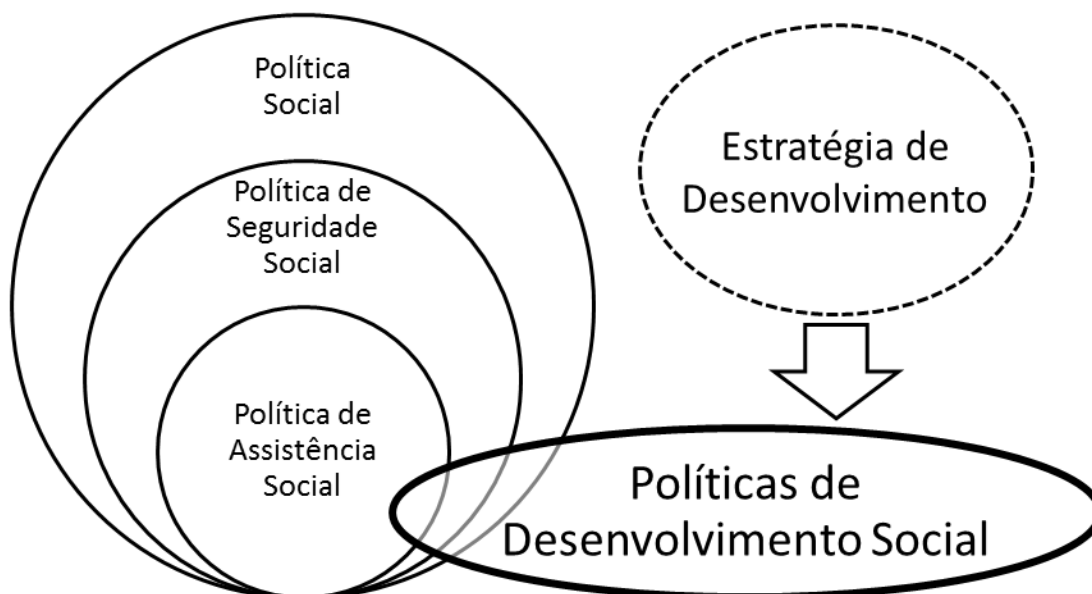 Política
Social
Política de
Seguridade
Social
Política de
Assistência
Social
Estratégia de
Desenvolvimento
Políticas de
Desenvolvimento Social